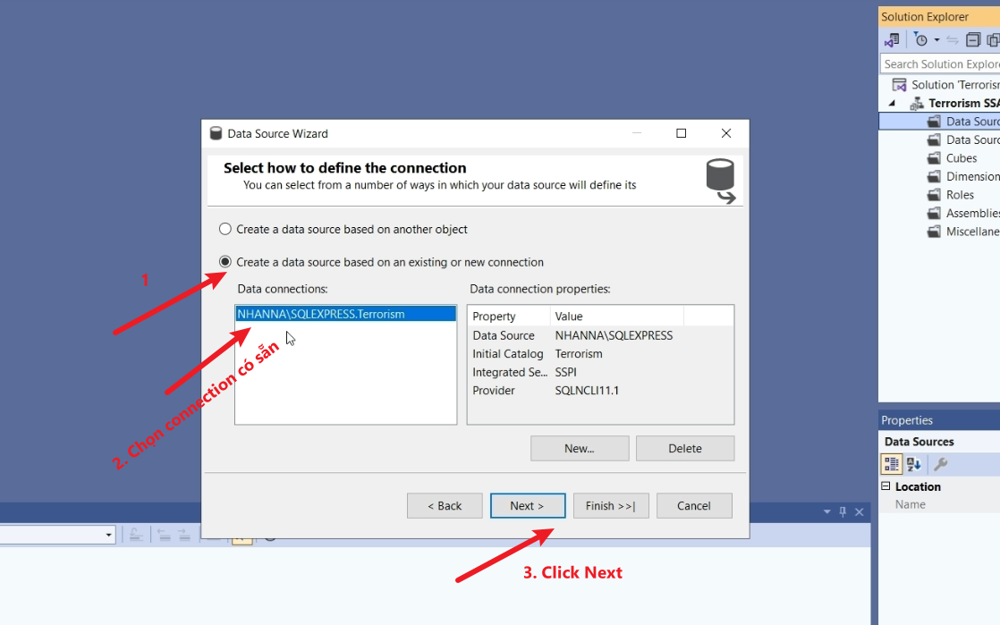 Solution Explorer
Search Solution Explore
Solution 'Terrorism
Terrorism SSA
Data Sourc
Data Sourc
Cubes
Dimension
Roles
Assemblies
Miscellane
Data Source Wizard
Select how to define the connection
You can select from a number of ways in which your data source will define its
Create a data source based on another object
Create a data source based on an existing or new connection
1
Data connections:
NHANNA\SQLEXPRESS.Terrorism
2. Chọn connection có sẵn
Data connection properties:
Property Value
Data Source NHANNA\SQLEXPRESS
Initial Catalog Terrorism
Integrated Se... SSPI
Provider SQLNCLI11.1
New... Delete
< Back Next > Finish >>| Cancel
3. Click Next
Properties
Data Sources
Location
Name